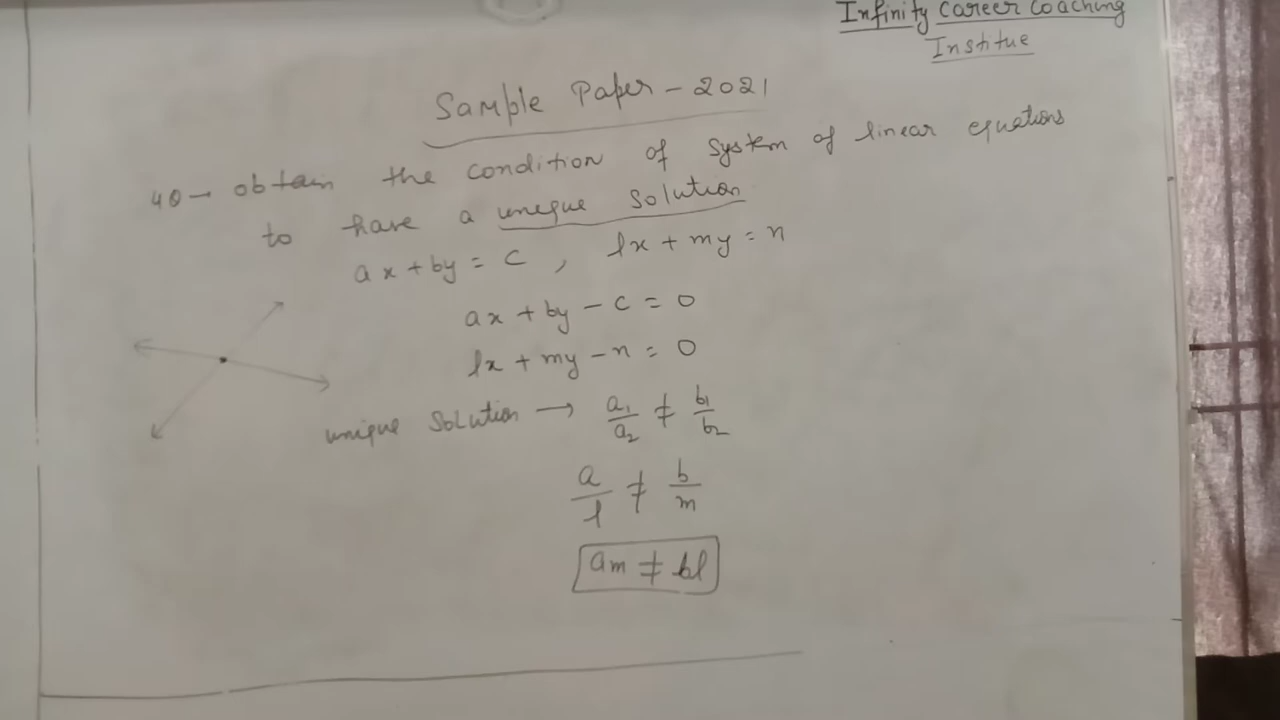 Infinity Career Coaching
Institue
Sample Paper - 2021
40 → obtain the condition of system of linear equations
to have a uneque solution
ax + by = c , lx + my = n
ax + by - c = 0
lx + my - n = 0
unique solution → a₁/a₂ ≠ b₁/b₂
a/l ≠ b/m
am ≠ bl